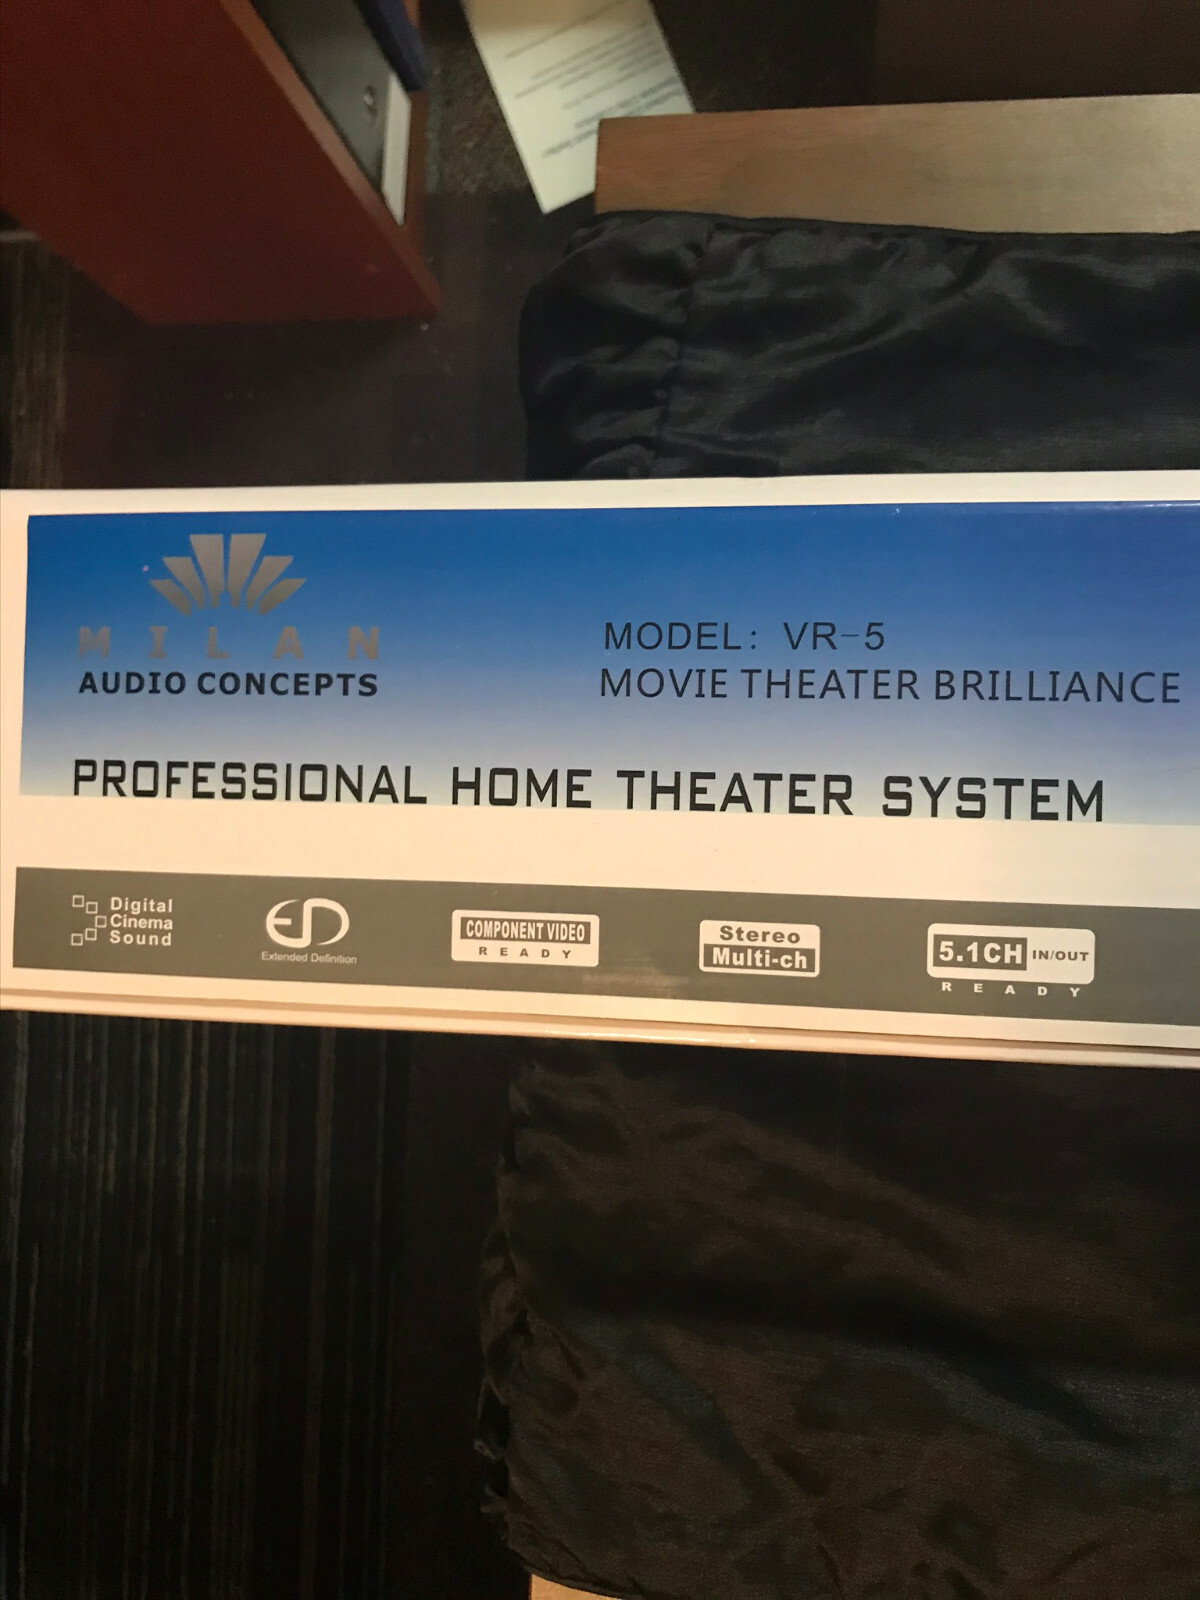 MILAN
AUDIO CONCEPTS
MODEL: VR-5
MOVIE THEATER BRILLIANCE
PROFESSIONAL HOME THEATER SYSTEM
Digital
Cinema
Sound
ED
Extended Definition
COMPONENT VIDEO
READY
Stereo
Multi-ch
5.1CH IN/OUT
READY